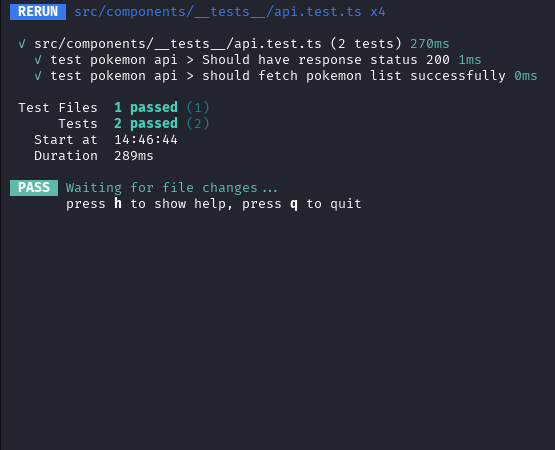 RERUN src/components/__tests__/api.test.ts x4
✓ src/components/__tests__/api.test.ts (2 tests) 270ms
✓ test pokemon api > Should have response status 200 1ms
✓ test pokemon api > should fetch pokemon list successfully 0ms
Test Files 1 passed (1)
Tests 2 passed (2)
Start at 14:46:44
Duration 289ms
PASS Waiting for file changes...
press h to show help, press q to quit